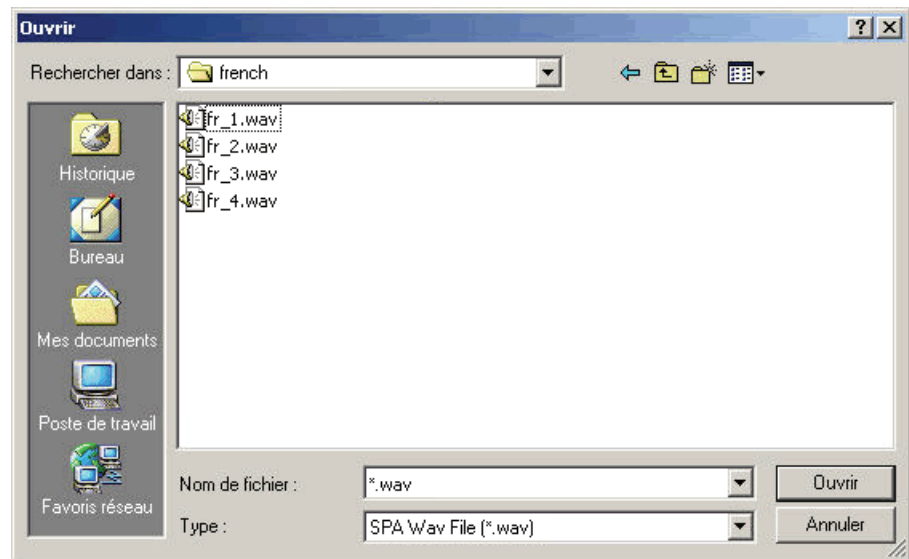 Ouvrir
Rechercher dans : french
fr_1.wav
fr_2.wav
fr_3.wav
fr_4.wav
Historique
Bureau
Mes documents
Poste de travail
Favoris réseau
Nom de fichier : *.wav Ouvrir
Type : SPA Wav File (*.wav) Annuler